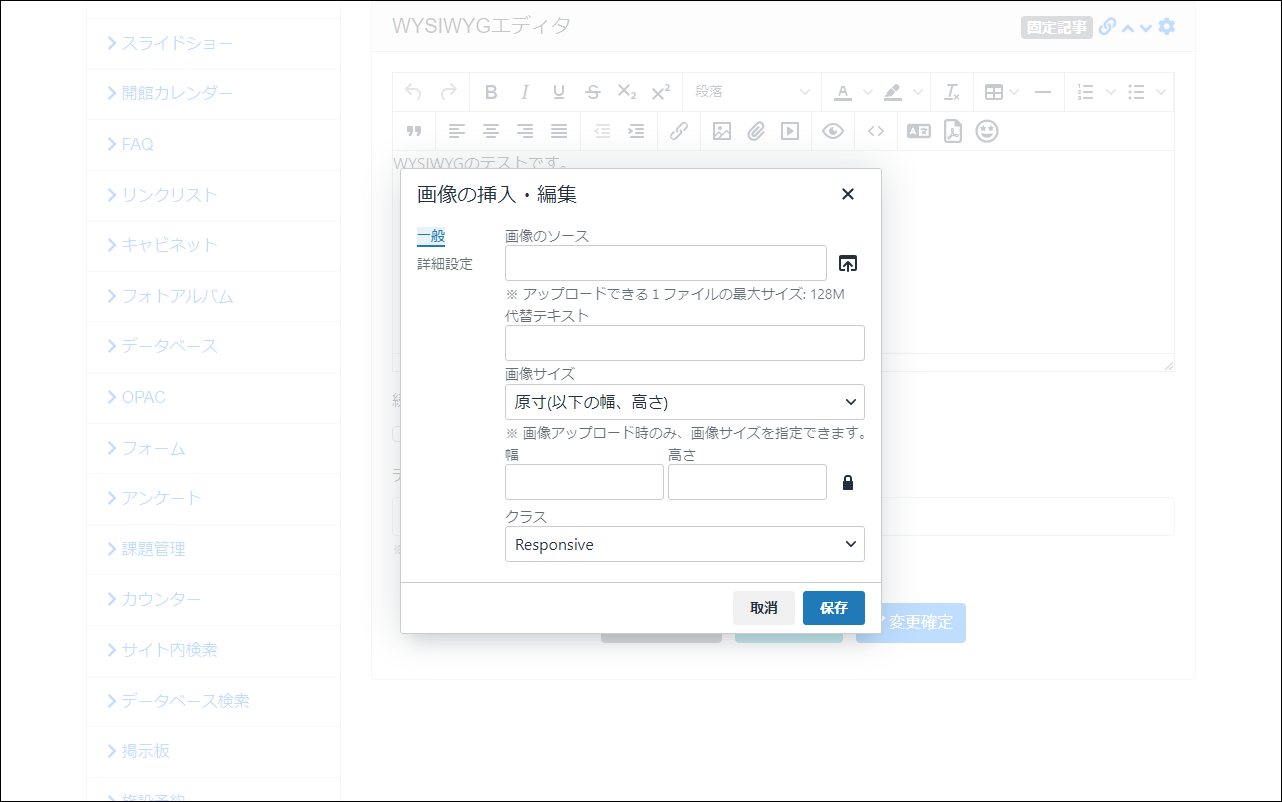 スライドショー
開館カレンダー
FAQ
リンクリスト
キャビネット
フォトアルバム
データベース
OPAC
フォーム
アンケート
課題管理
カウンター
サイト内検索
データベース検索
掲示板
施設予約
WYSIWYGエディタ
固定記事
段落
WYSIWYGのテストです。
画像の挿入・編集
一般
詳細設定
画像のソース
※ アップロードできる 1 ファイルの最大サイズ: 128M
代替テキスト
画像サイズ
原寸(以下の幅、高さ)
※ 画像アップロード時のみ、画像サイズを指定できます。
幅 高さ
クラス
Responsive
取消 保存
変更確定